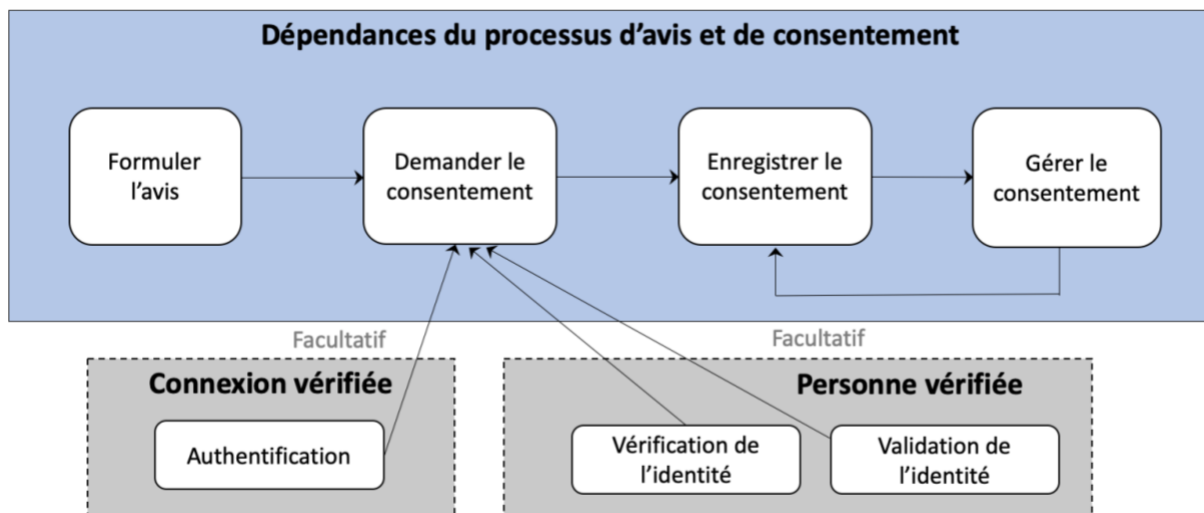 Dépendances du processus d’avis et de consentement
Formuler
l’avis
Demander le
consentement
Enregistrer le
consentement
Gérer le
consentement
Facultatif
Facultatif
Connexion vérifiée
Authentification
Personne vérifiée
Vérification de
l’identité
Validation de
l’identité